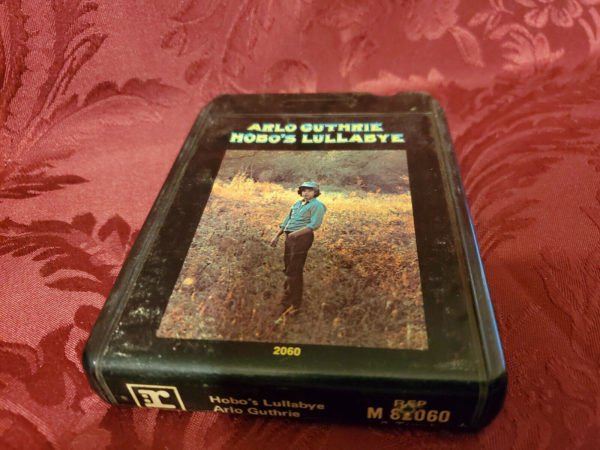 ARLO GUTHRIE
HOBO'S LULLABYE
2060
Hobo's Lullabye
Arlo Guthrie
REP
M 82060